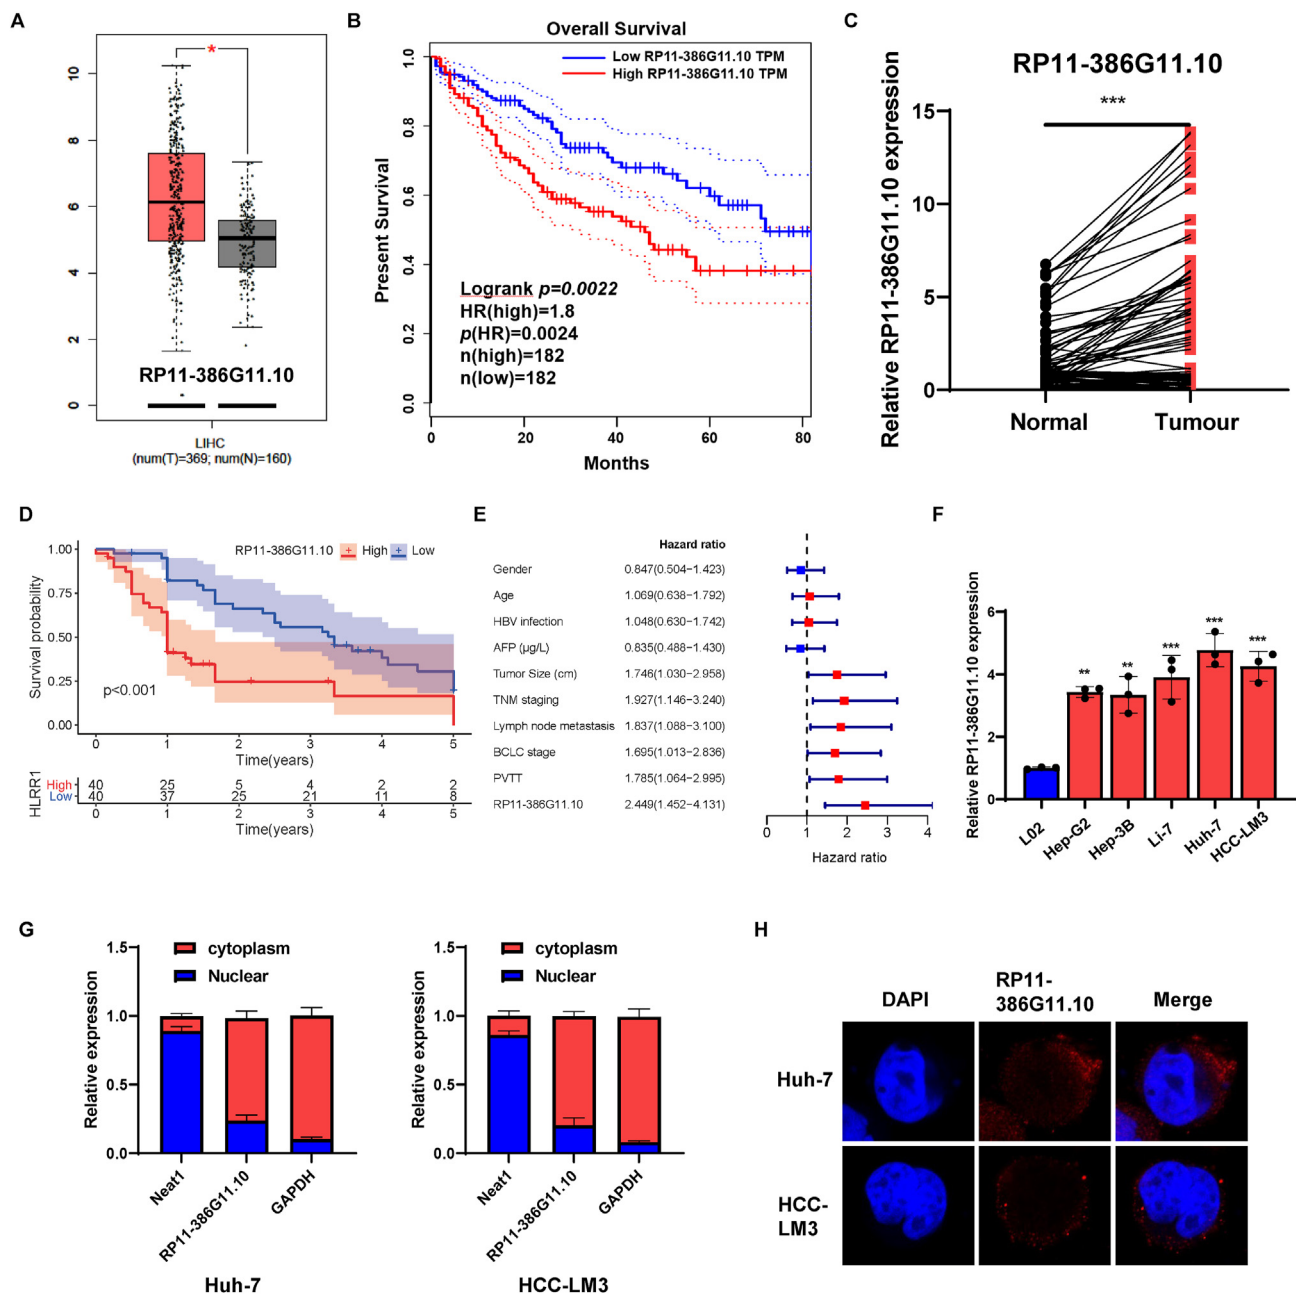 A
*
10
8
6
4
2
0
RP11-386G11.10
LIHC
(num(T)=369; num(N)=160)
B
Overall Survival
Low RP11-386G11.10 TPM
High RP11-386G11.10 TPM
Present Survival
1.0
0.8
0.6
0.4
0.2
0.0
Logrank p=0.0022
HR(high)=1.8
p(HR)=0.0024
n(high)=182
n(low)=182
0 20 40 60 80
Months
C
RP11-386G11.10
***
Relative RP11-386G11.10 expression
15
10
5
0
Normal Tumour
D
RP11-386G11.10 High Low
Survival probability
1.00
0.75
0.50
0.25
0.00
p<0.001
0 1 2 3 4 5
Time(years)
HLRR1
High 40 25 5 4 2 2
Low 40 37 25 21 11 8
0 1 2 3 4 5
Time(years)
E
Hazard ratio
Gender 0.847(0.504−1.423)
Age 1.069(0.638−1.792)
HBV infection 1.048(0.630−1.742)
AFP (μg/L) 0.835(0.488−1.430)
Tumor Size (cm) 1.746(1.030−2.958)
TNM staging 1.927(1.146−3.240)
Lymph node metastasis 1.837(1.088−3.100)
BCLC stage 1.695(1.013−2.836)
PVTT 1.785(1.064−2.995)
RP11-386G11.10 2.449(1.452−4.131)
0 1 2 3 4
Hazard ratio
F
Relative RP11-386G11.10 expression
6
4
2
0
** ** *** *** ***
L02 Hep-G2 Hep-3B Li-7 Huh-7 HCC-LM3
G
cytoplasm
Nuclear
Relative expression
1.5
1.0
0.5
0.0
Neat1 RP11-386G11.10 GAPDH
Huh-7
cytoplasm
Nuclear
Relative expression
1.5
1.0
0.5
0.0
Neat1 RP11-386G11.10 GAPDH
HCC-LM3
H
DAPI
RP11-
386G11.10
Merge
Huh-7
HCC-
LM3